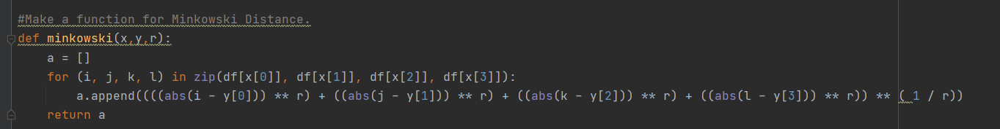 #Make a function for Minkowski Distance.
def minkowski(x,y,r):
    a = []
    for (i, j, k, l) in zip(df[x[0]], df[x[1]], df[x[2]], df[x[3]]):
        a.append((((abs(i - y[0])) ** r) + ((abs(j - y[1])) ** r) + ((abs(k - y[2])) ** r) + ((abs(l - y[3])) ** r)) ** ( 1 / r))
    return a